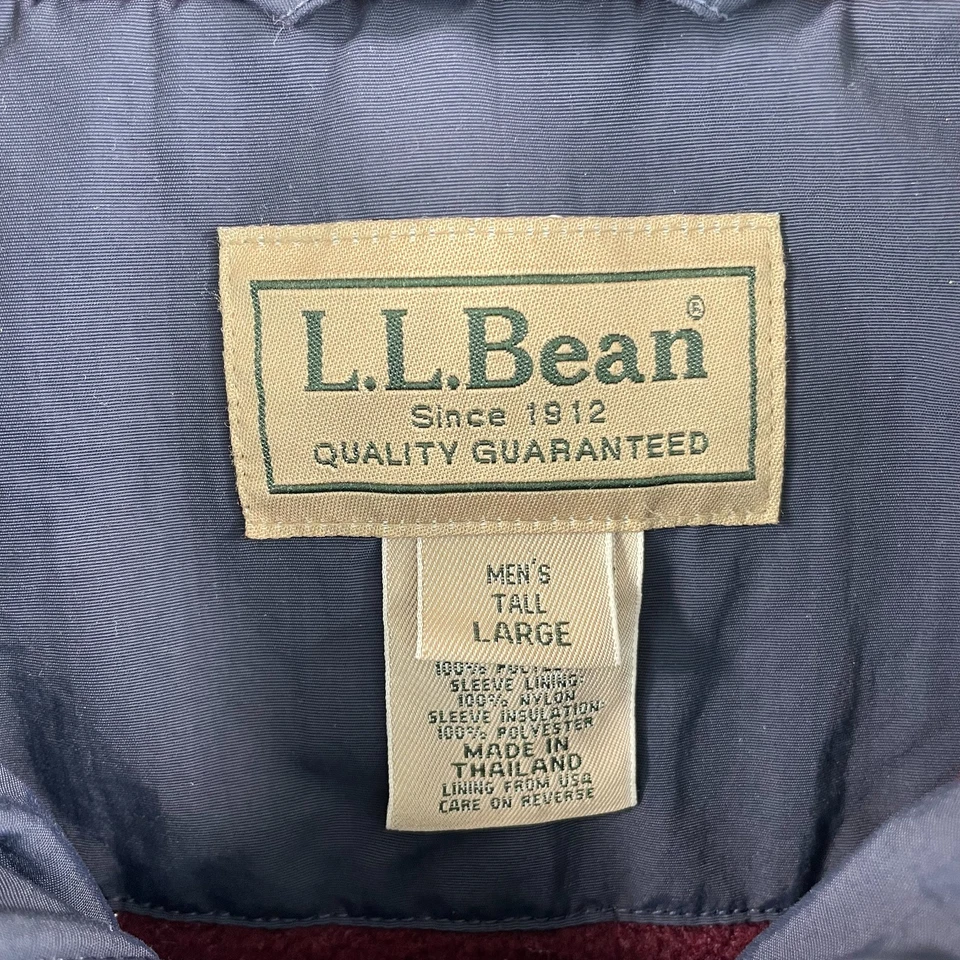 L.L.Bean®
Since 1912
QUALITY GUARANTEED
MEN'S
TALL
LARGE
100%
SLEEVE LINING:
100% NYLON
SLEEVE INSULATION:
100% POLYESTER
MADE IN
THAILAND
LINING FROM USA
CARE ON REVERSE